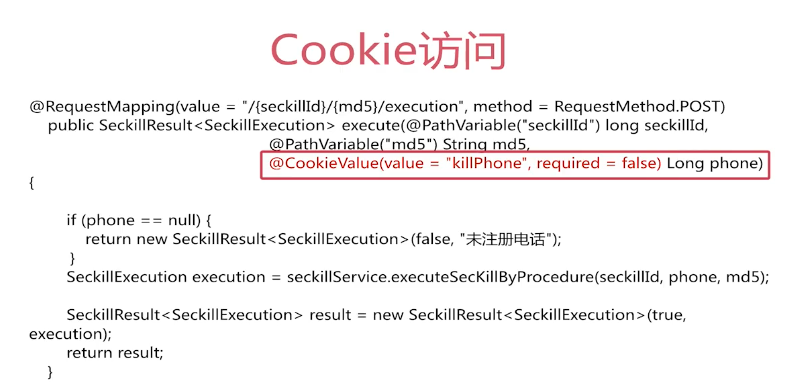 Cookie访问
@RequestMapping(value = "/{seckillId}/{md5}/execution", method = RequestMethod.POST)
public SeckillResult<SeckillExecution> execute(@PathVariable("seckillId") long seckillId,
@PathVariable("md5") String md5,
@CookieValue(value = "killPhone", required = false) Long phone)
{
if (phone == null) {
return new SeckillResult<SeckillExecution>(false, "未注册电话");
}
SeckillExecution execution = seckillService.executeSecKillByProcedure(seckillId, phone, md5);
SeckillResult<SeckillExecution> result = new SeckillResult<SeckillExecution>(true,
execution);
return result;
}